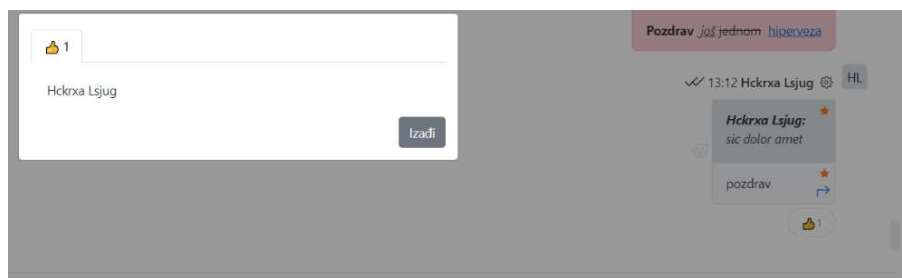 👍 1
Hckrxa Lsjug
Izađi
Pozdrav još jednom hiperveza
13:12 Hckrxa Lsjug
HL
Hckrxa Lsjug:
sic dolor amet
pozdrav
👍 1